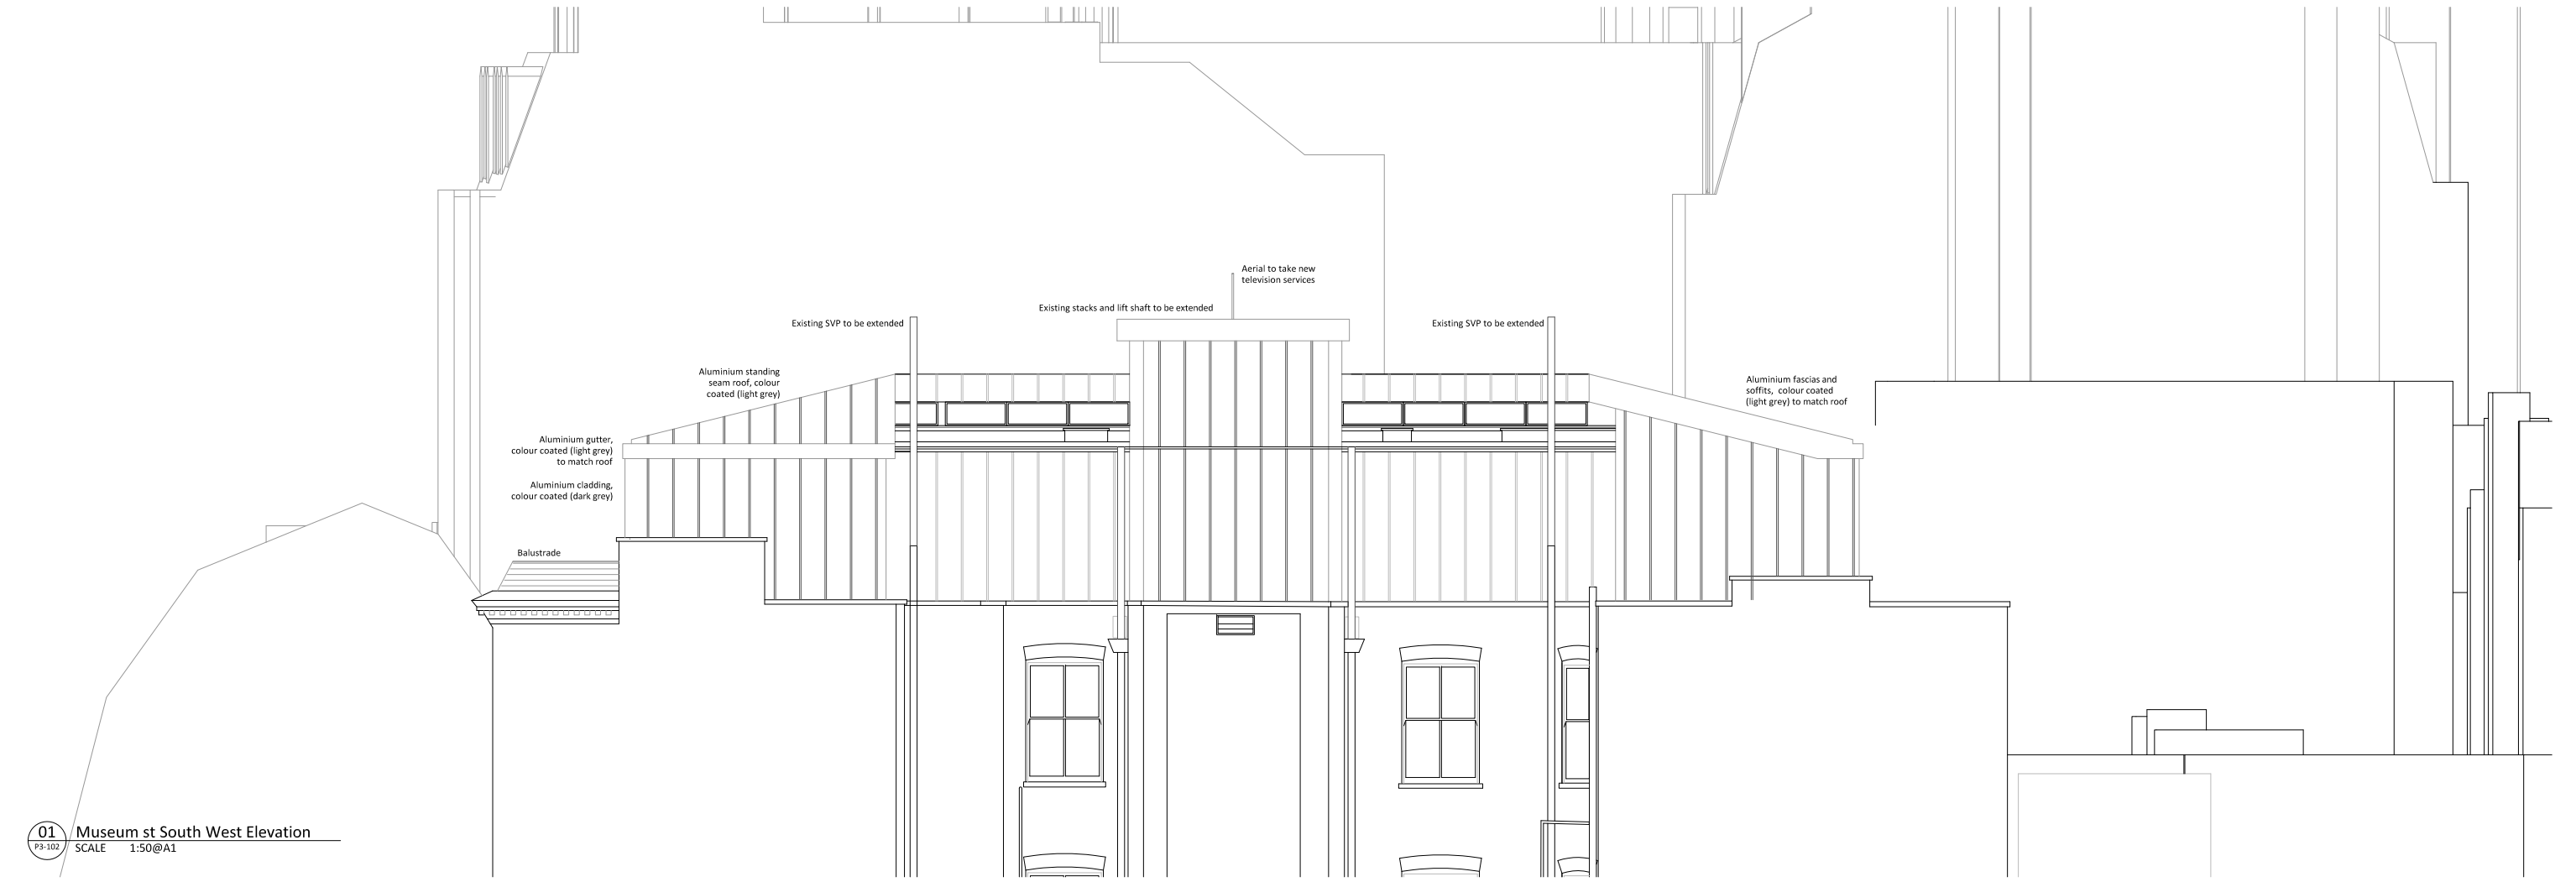 Aerial to take new
television services
Existing stacks and lift shaft to be extended
Existing SVP to be extended
Existing SVP to be extended
Aluminium standing
seam roof, colour
coated (light grey)
Aluminium fascias and
soffits, colour coated
(light grey) to match roof
Aluminium gutter,
colour coated (light grey)
to match roof
Aluminium cladding,
colour coated (dark grey)
Balustrade
01
P3-102
Museum st South West Elevation
SCALE 1:50@A1